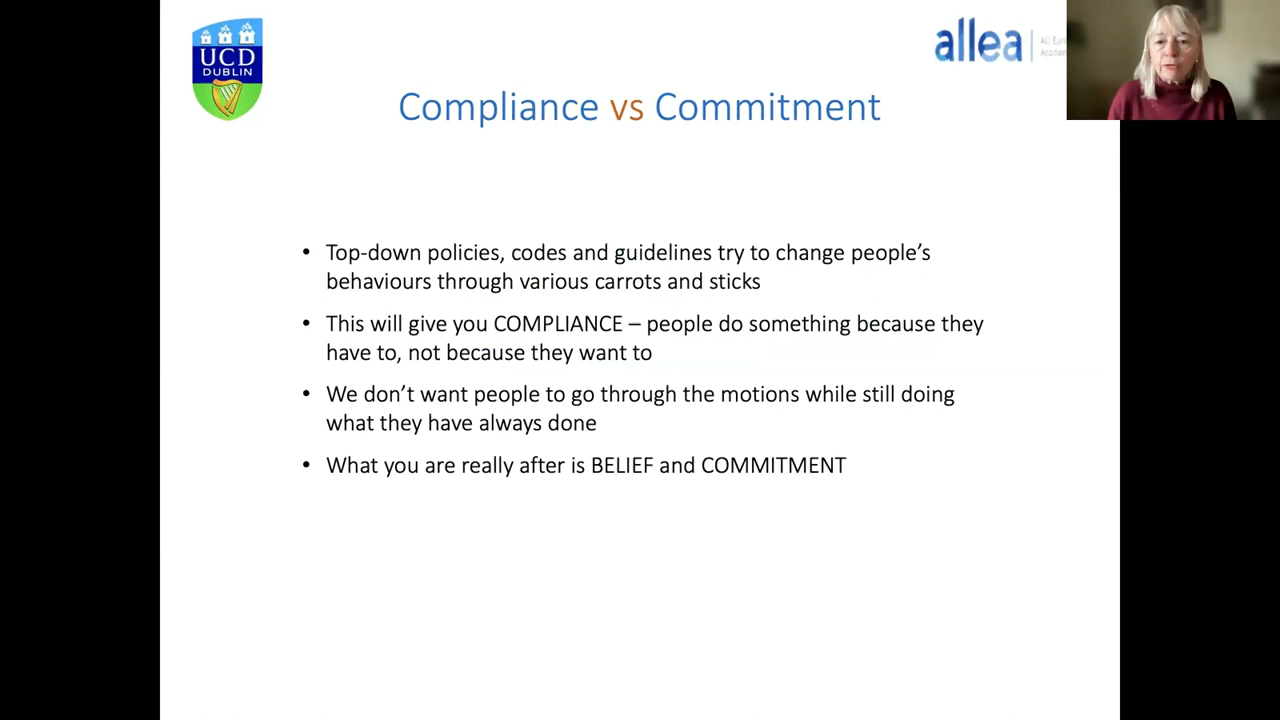 UCD
DUBLIN
allea
Compliance vs Commitment
• Top-down policies, codes and guidelines try to change people’s
behaviours through various carrots and sticks
• This will give you COMPLIANCE – people do something because they
have to, not because they want to
• We don’t want people to go through the motions while still doing
what they have always done
• What you are really after is BELIEF and COMMITMENT